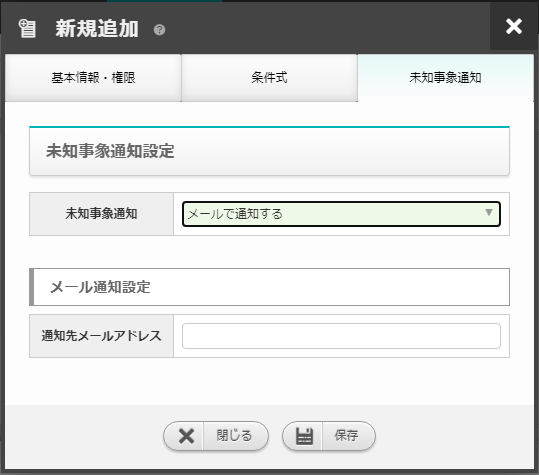 新規追加
基本情報・権限
条件式
未知事象通知
未知事象通知設定
未知事象通知
メールで通知する
メール通知設定
通知先メールアドレス
閉じる
保存